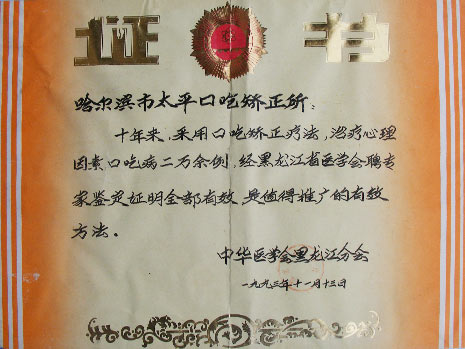 证书
哈尔滨市太平口吃矫正所：
十年来，采用口吃矫正疗法，治疗心理
因素口吃病二万余例，经黑龙江省医学会聘专
家鉴定证明全部有效，是值得推广的有效
方法。
中华医学会黑龙江分会
一九九三年十一月十三日